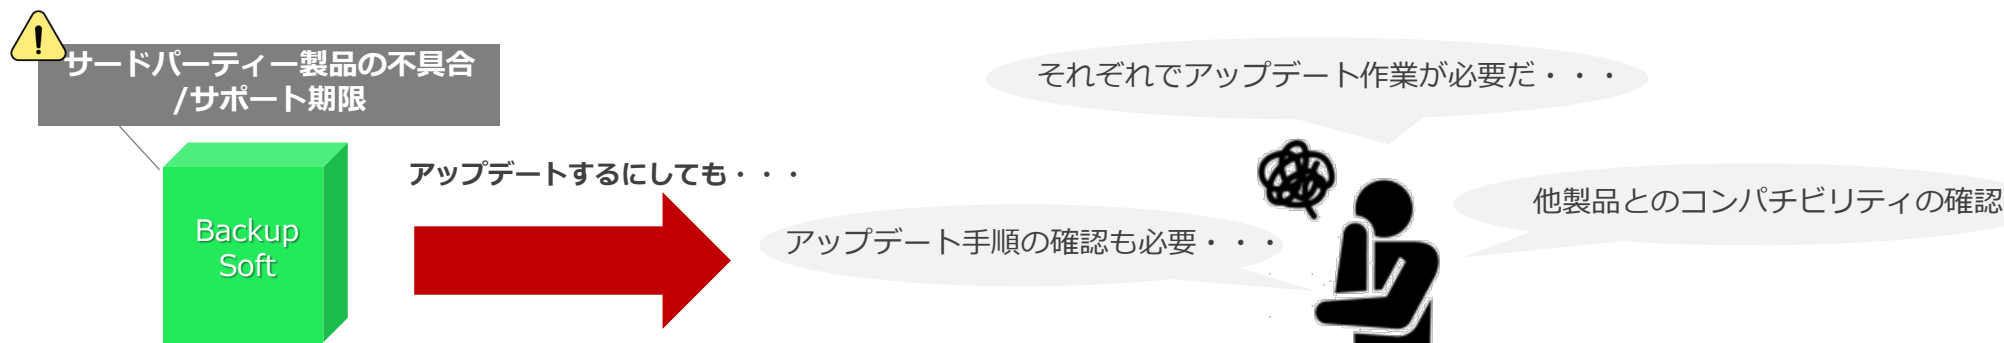 サードパーティー製品の不具合
/サポート期限
Backup
Soft
アップデートするにしても・・・
それぞれでアップデート作業が必要だ・・・
アップデート手順の確認も必要・・・
他製品とのコンパチビリティの確認